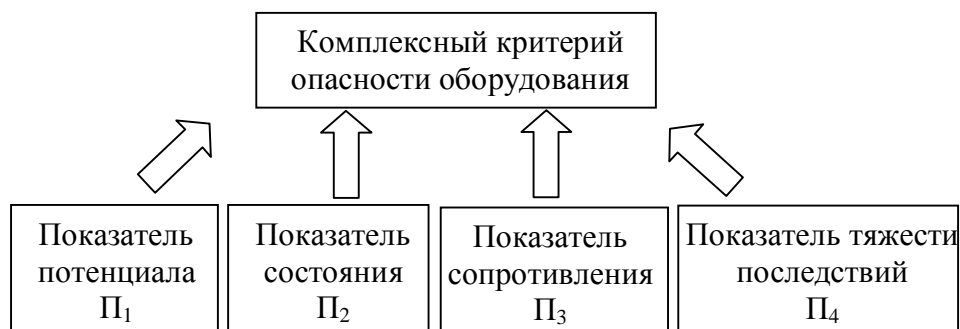 Комплексный критерий
опасности оборудования
Показатель
потенциала
П₁
Показатель
состояния
П₂
Показатель
сопротивления
П₃
Показатель тяжести
последствий
П₄